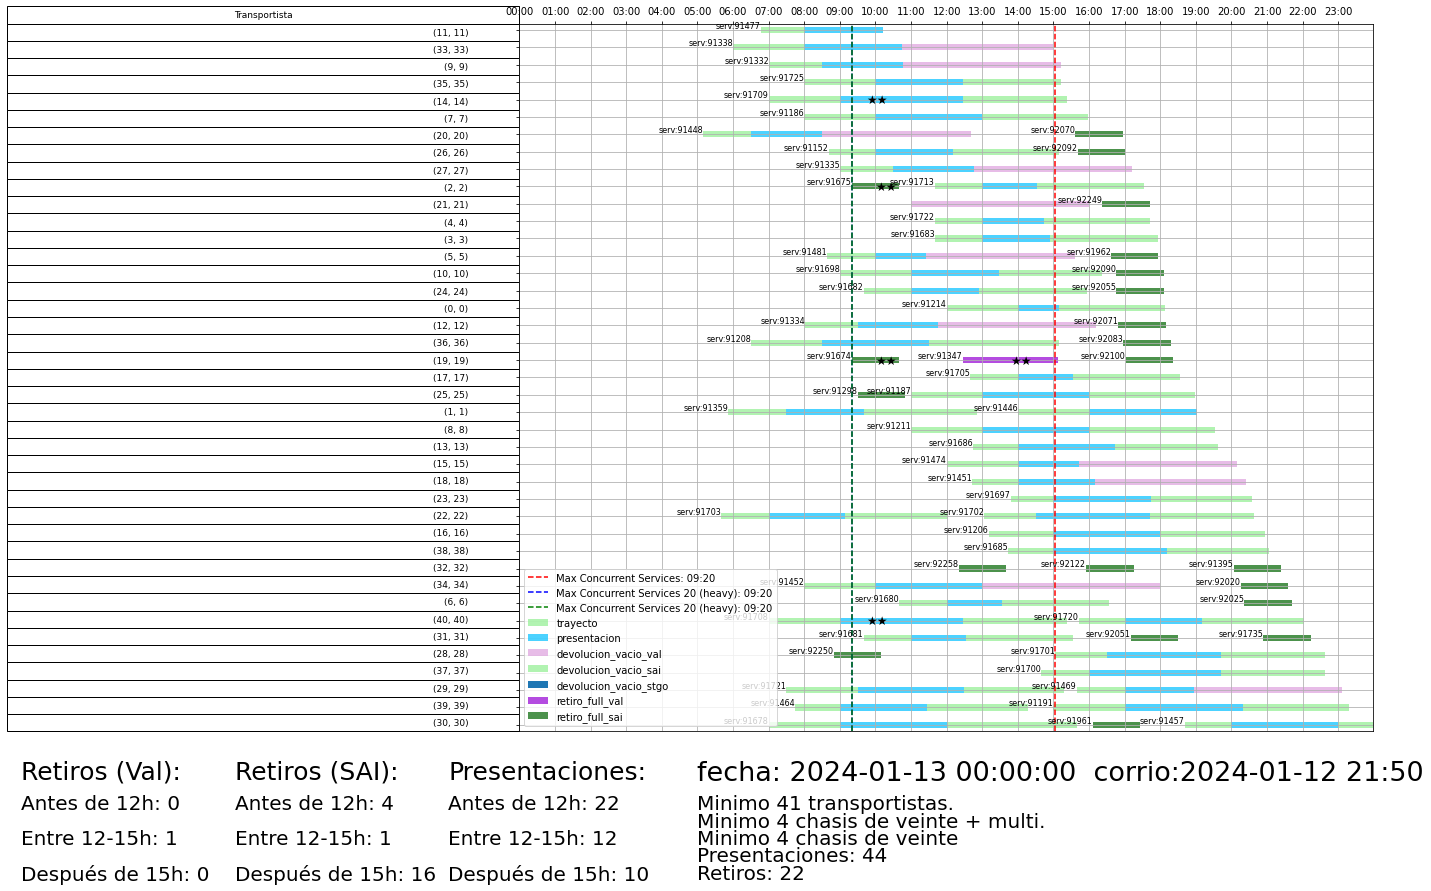 Transportista
00:00 01:00 02:00 03:00 04:00 05:00 06:00 07:00 08:00 09:00 10:00 11:00 12:00 13:00 14:00 15:00 16:00 17:00 18:00 19:00 20:00 21:00 22:00 23:00
(11, 11) serv:91477
(33, 33) serv:91338
(9, 9) serv:91332
(35, 35) serv:91725
(14, 14) serv:91709
(7, 7) serv:91186
(20, 20) serv:91448 serv:92070
(26, 26) serv:91152 serv:92092
(27, 27) serv:91335
(2, 2) serv:91675 serv:91713
(21, 21) serv:92249
(4, 4) serv:91722
(3, 3) serv:91683
(5, 5) serv:91481 serv:91962
(10, 10) serv:91698 serv:92090
(24, 24) serv:91682 serv:92055
(0, 0) serv:91214
(12, 12) serv:91334 serv:92071
(36, 36) serv:91208 serv:92083
(19, 19) serv:91674 serv:91347 serv:92100
(17, 17) serv:91705
(25, 25) serv:91293 serv:91187
(1, 1) serv:91359 serv:91446
(8, 8) serv:91211
(13, 13) serv:91686
(15, 15) serv:91474
(18, 18) serv:91451
(23, 23) serv:91697
(22, 22) serv:91703 serv:91702
(16, 16) serv:91206
(38, 38) serv:91685
(32, 32) serv:92258 serv:92122 serv:91395
(34, 34) serv:91452 serv:92020
(6, 6) serv:91680 serv:92025
(40, 40) serv:91708 serv:91720
(31, 31) serv:91681 serv:92051 serv:91735
(28, 28) serv:92250 serv:91701
(37, 37) serv:91700
(29, 29) serv:91721 serv:91469
(39, 39) serv:91464 serv:91191
(30, 30) serv:91678 serv:91961 serv:91457
Max Concurrent Services: 09:20
Max Concurrent Services 20 (heavy): 09:20
Max Concurrent Services 20 (heavy): 09:20
trayecto
presentacion
devolucion_vacio_val
devolucion_vacio_sai
devolucion_vacio_stgo
retiro_full_val
retiro_full_sai
Retiros (Val):
Antes de 12h: 0
Entre 12-15h: 1
Después de 15h: 0
Retiros (SAI):
Antes de 12h: 4
Entre 12-15h: 1
Después de 15h: 16
Presentaciones:
Antes de 12h: 22
Entre 12-15h: 12
Después de 15h: 10
fecha: 2024-01-13 00:00:00 corrio:2024-01-12 21:50
Minimo 41 transportistas.
Minimo 4 chasis de veinte + multi.
Minimo 4 chasis de veinte
Presentaciones: 44
Retiros: 22